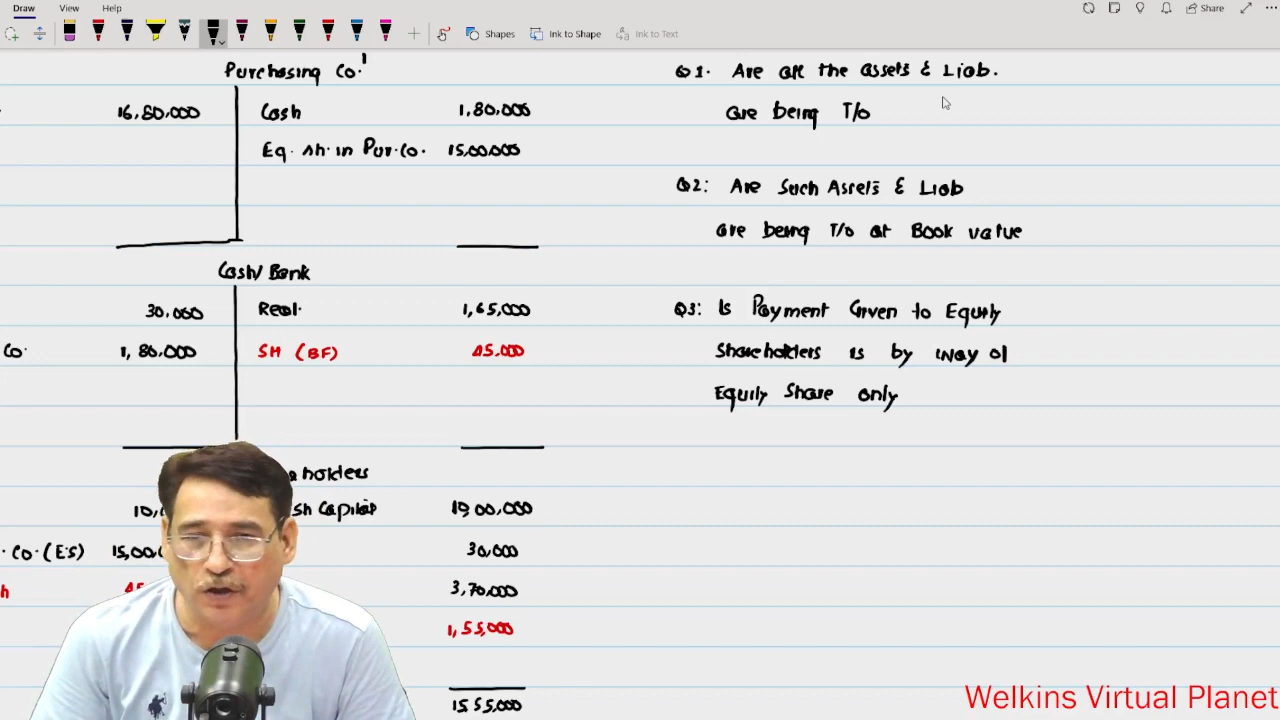 Draw View Help Share
Shapes Ink to Shape Ink to Text
Purchasing Co.'
16,80,000 Cash 1,80,000
Eq. sh. in Pur. Co. 15,00,000
Cash/Bank
30,000 Real. 1,65,000
Co. 1,80,000 SH (BF) 45,000
holders
10, sh Capital 10,00,000
. Co. (ES) 15,00, 30,000
h 3,70,000
1,55,000
15,55,000
Q1. Are all the assets & Liab.
are being T/o
Q2: Are Such Assets & Liab
are being T/o at Book value
Q3: Is Payment Given to Equity
Shareholders is by way of
Equity Share only
Welkins Virtual Planet